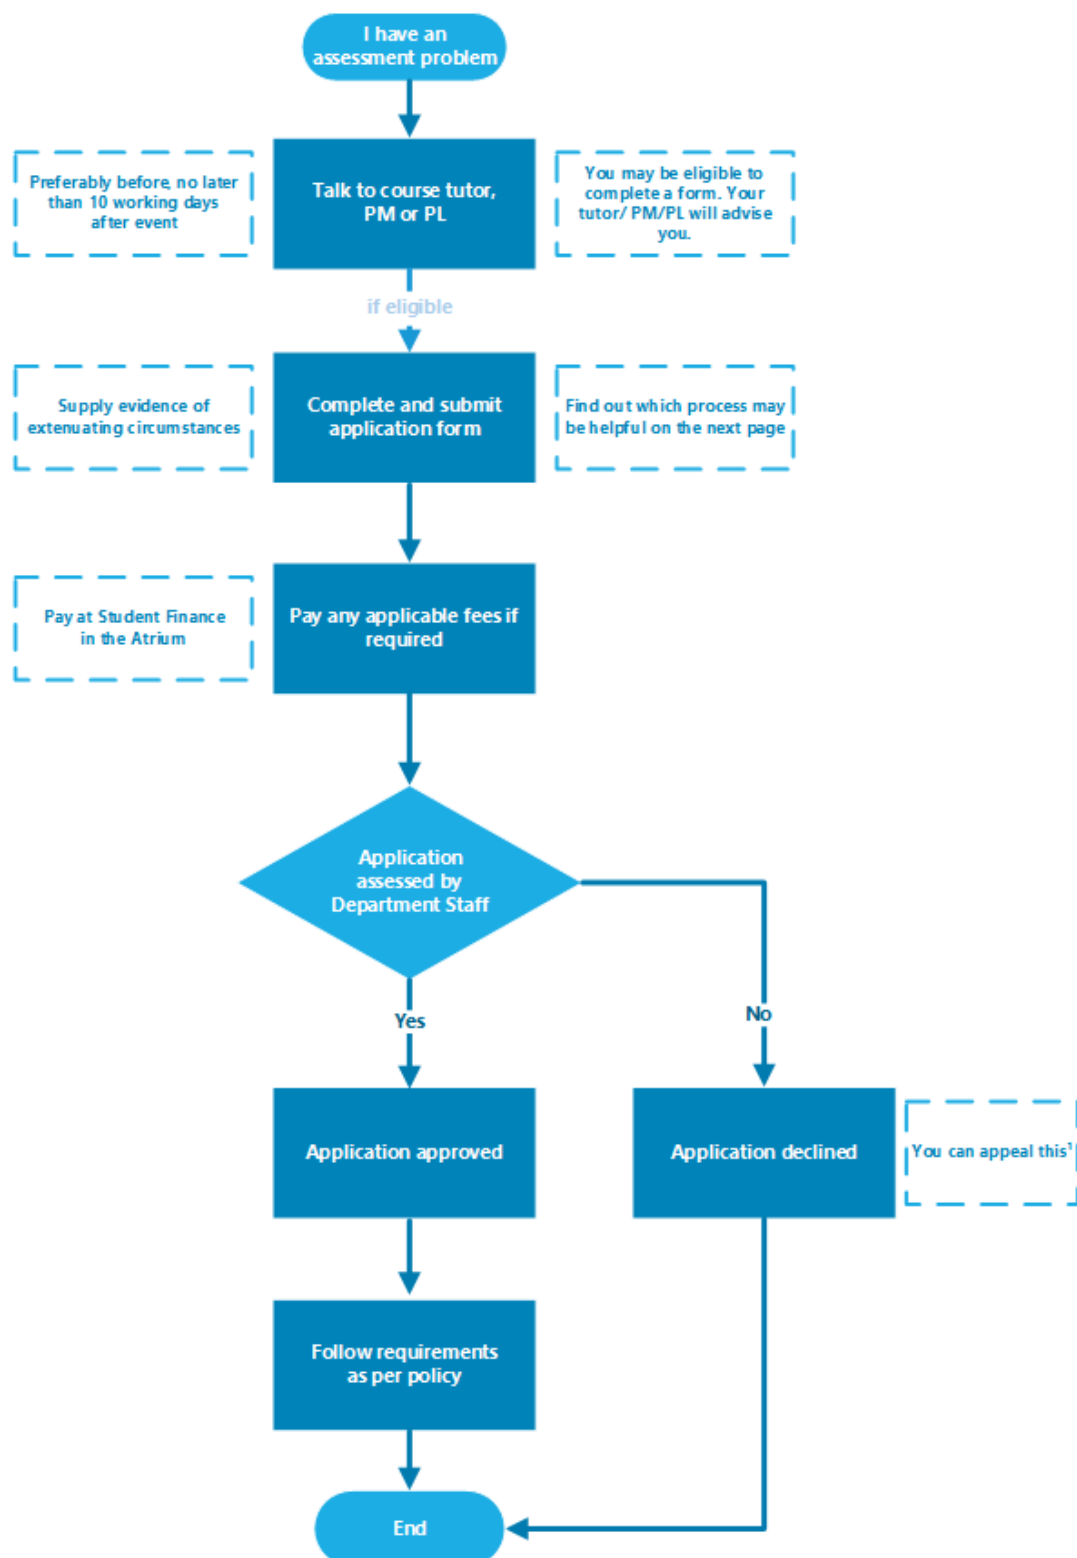 I have an
assessment problem
Preferably before, no later
than 10 working days
after event
Talk to course tutor,
PM or PL
You may be eligible to
complete a form. Your
tutor/ PM/PL will advise
you.
if eligible
Supply evidence of
extenuating circumstances
Complete and submit
application form
Find out which process may
be helpful on the next page
Pay at Student Finance
in the Atrium
Pay any applicable fees if
required
Application
assessed by
Department Staff
Yes
No
Application approved
Application declined
You can appeal this¹
Follow requirements
as per policy
End